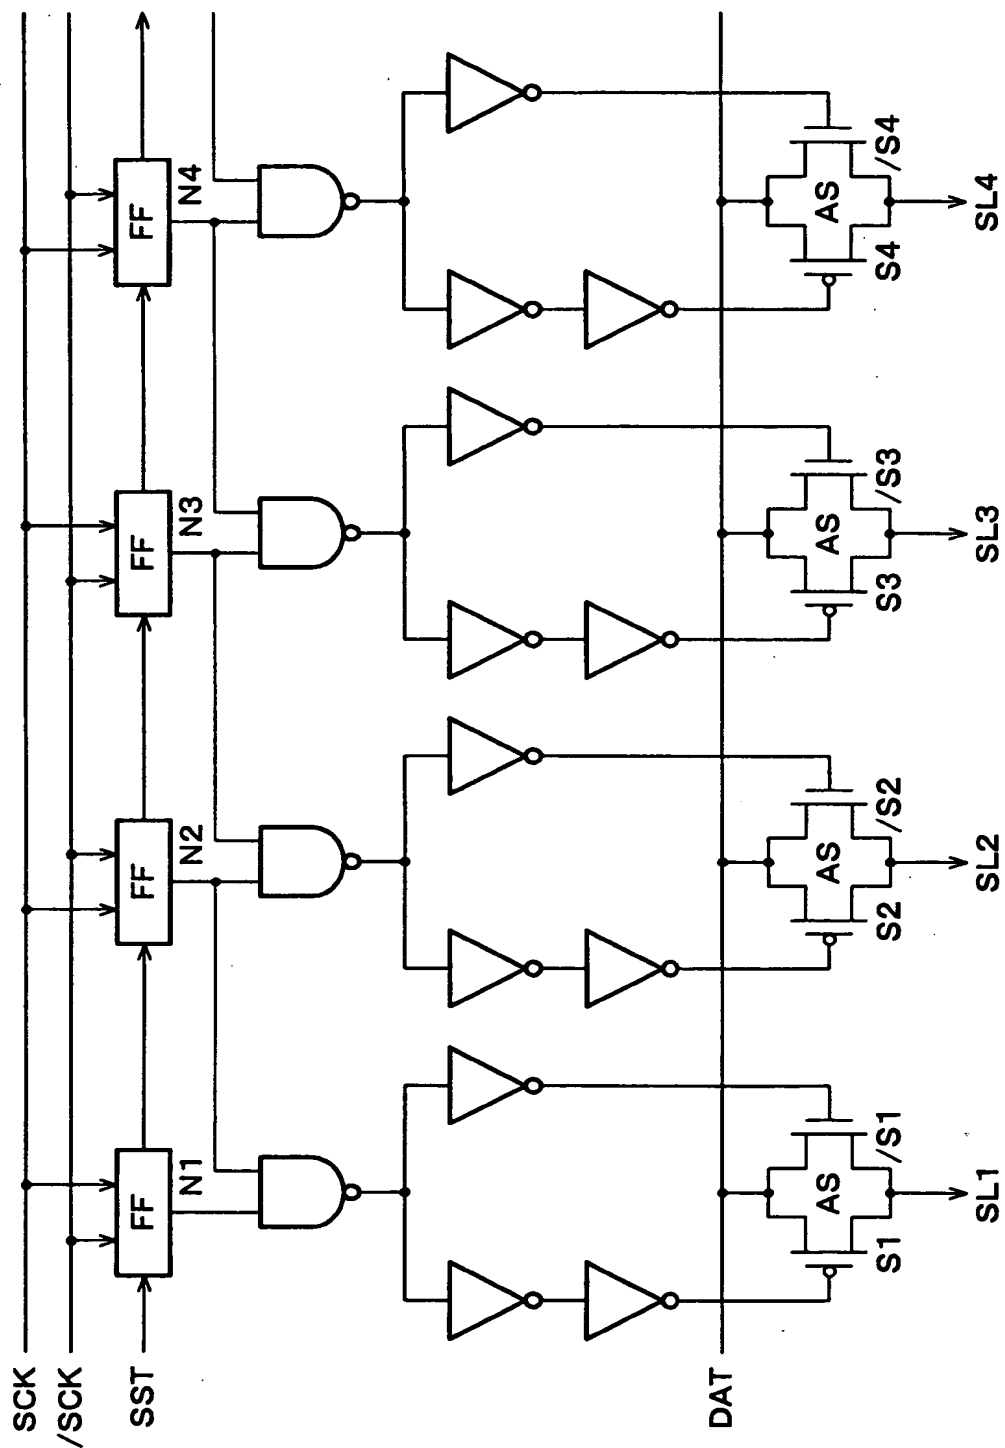 SCK
/SCK
SST
FF
FF
FF
FF
N1
N2
N3
N4
DAT
AS
AS
AS
AS
S1
/S1
S2
/S2
S3
/S3
S4
/S4
SL1
SL2
SL3
SL4